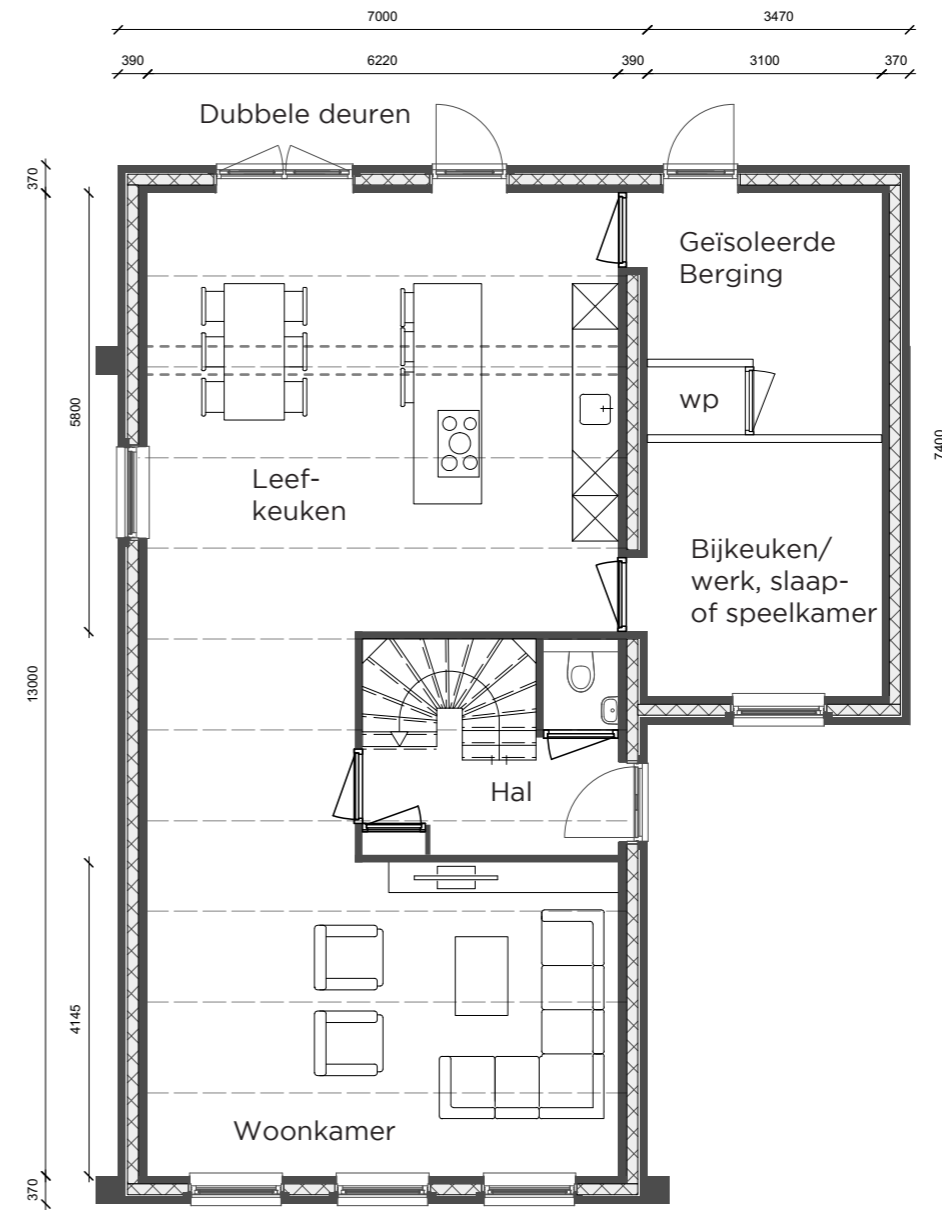 7000
3470
390
6220
390
3100
370
Dubbele deuren
370
Geïsoleerde
Berging
wp
5800
7400
Leef-
keuken
Bijkeuken/
werk, slaap-
of speelkamer
13000
Hal
4145
Woonkamer
370